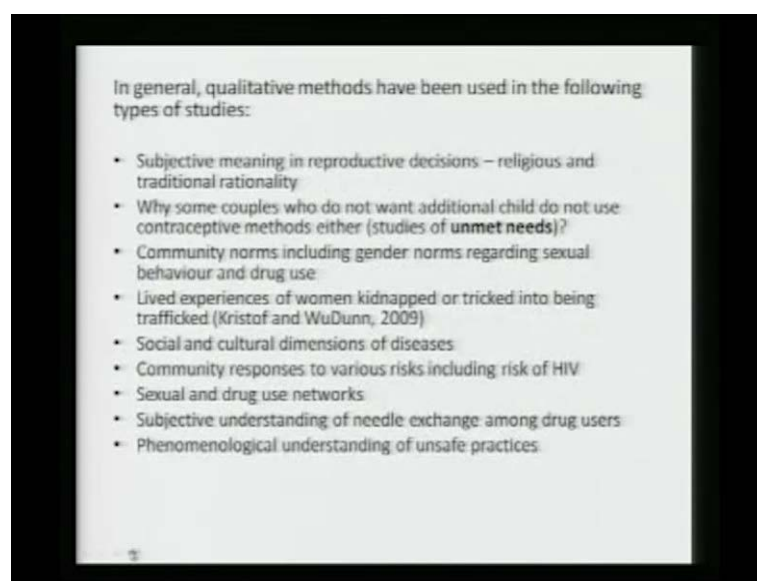 In general, qualitative methods have been used in the following
types of studies:
• Subjective meaning in reproductive decisions – religious and
traditional rationality
• Why some couples who do not want additional child do not use
contraceptive methods either (studies of unmet needs)?
• Community norms including gender norms regarding sexual
behaviour and drug use
• Lived experiences of women kidnapped or tricked into being
trafficked (Kristof and WuDunn, 2009)
• Social and cultural dimensions of diseases
• Community responses to various risks including risk of HIV
• Sexual and drug use networks
• Subjective understanding of needle exchange among drug users
• Phenomenological understanding of unsafe practices